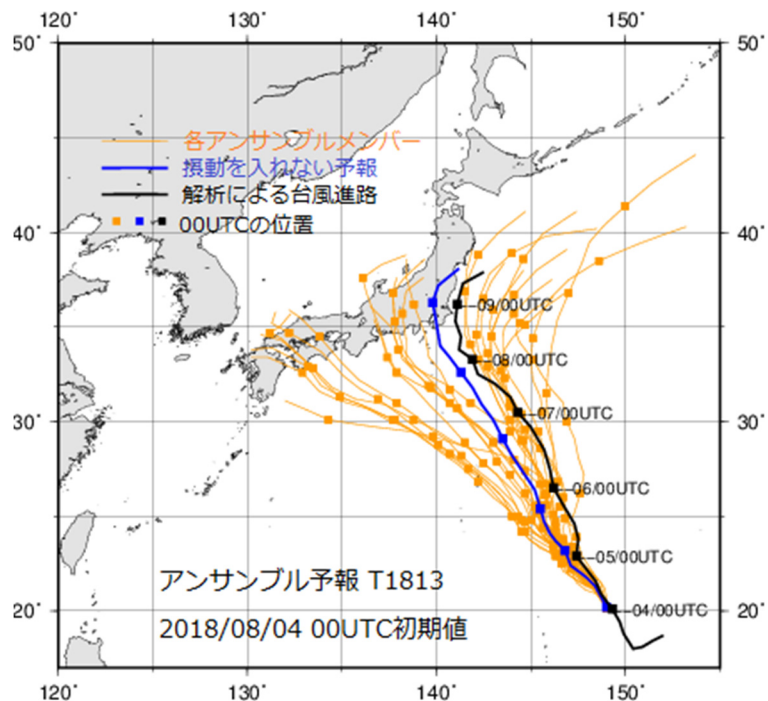 120° 130° 140° 150°
50° 50°
各アンサンブルメンバー
摂動を入れない予報
解析による台風進路
40° 40°
00UTCの位置
09/00UTC
08/00UTC
30° 07/00UTC 30°
06/00UTC
05/00UTC
アンサンブル予報 T1813
20° 04/00UTC 20°
2018/08/04 00UTC初期値
120° 130° 140° 150°